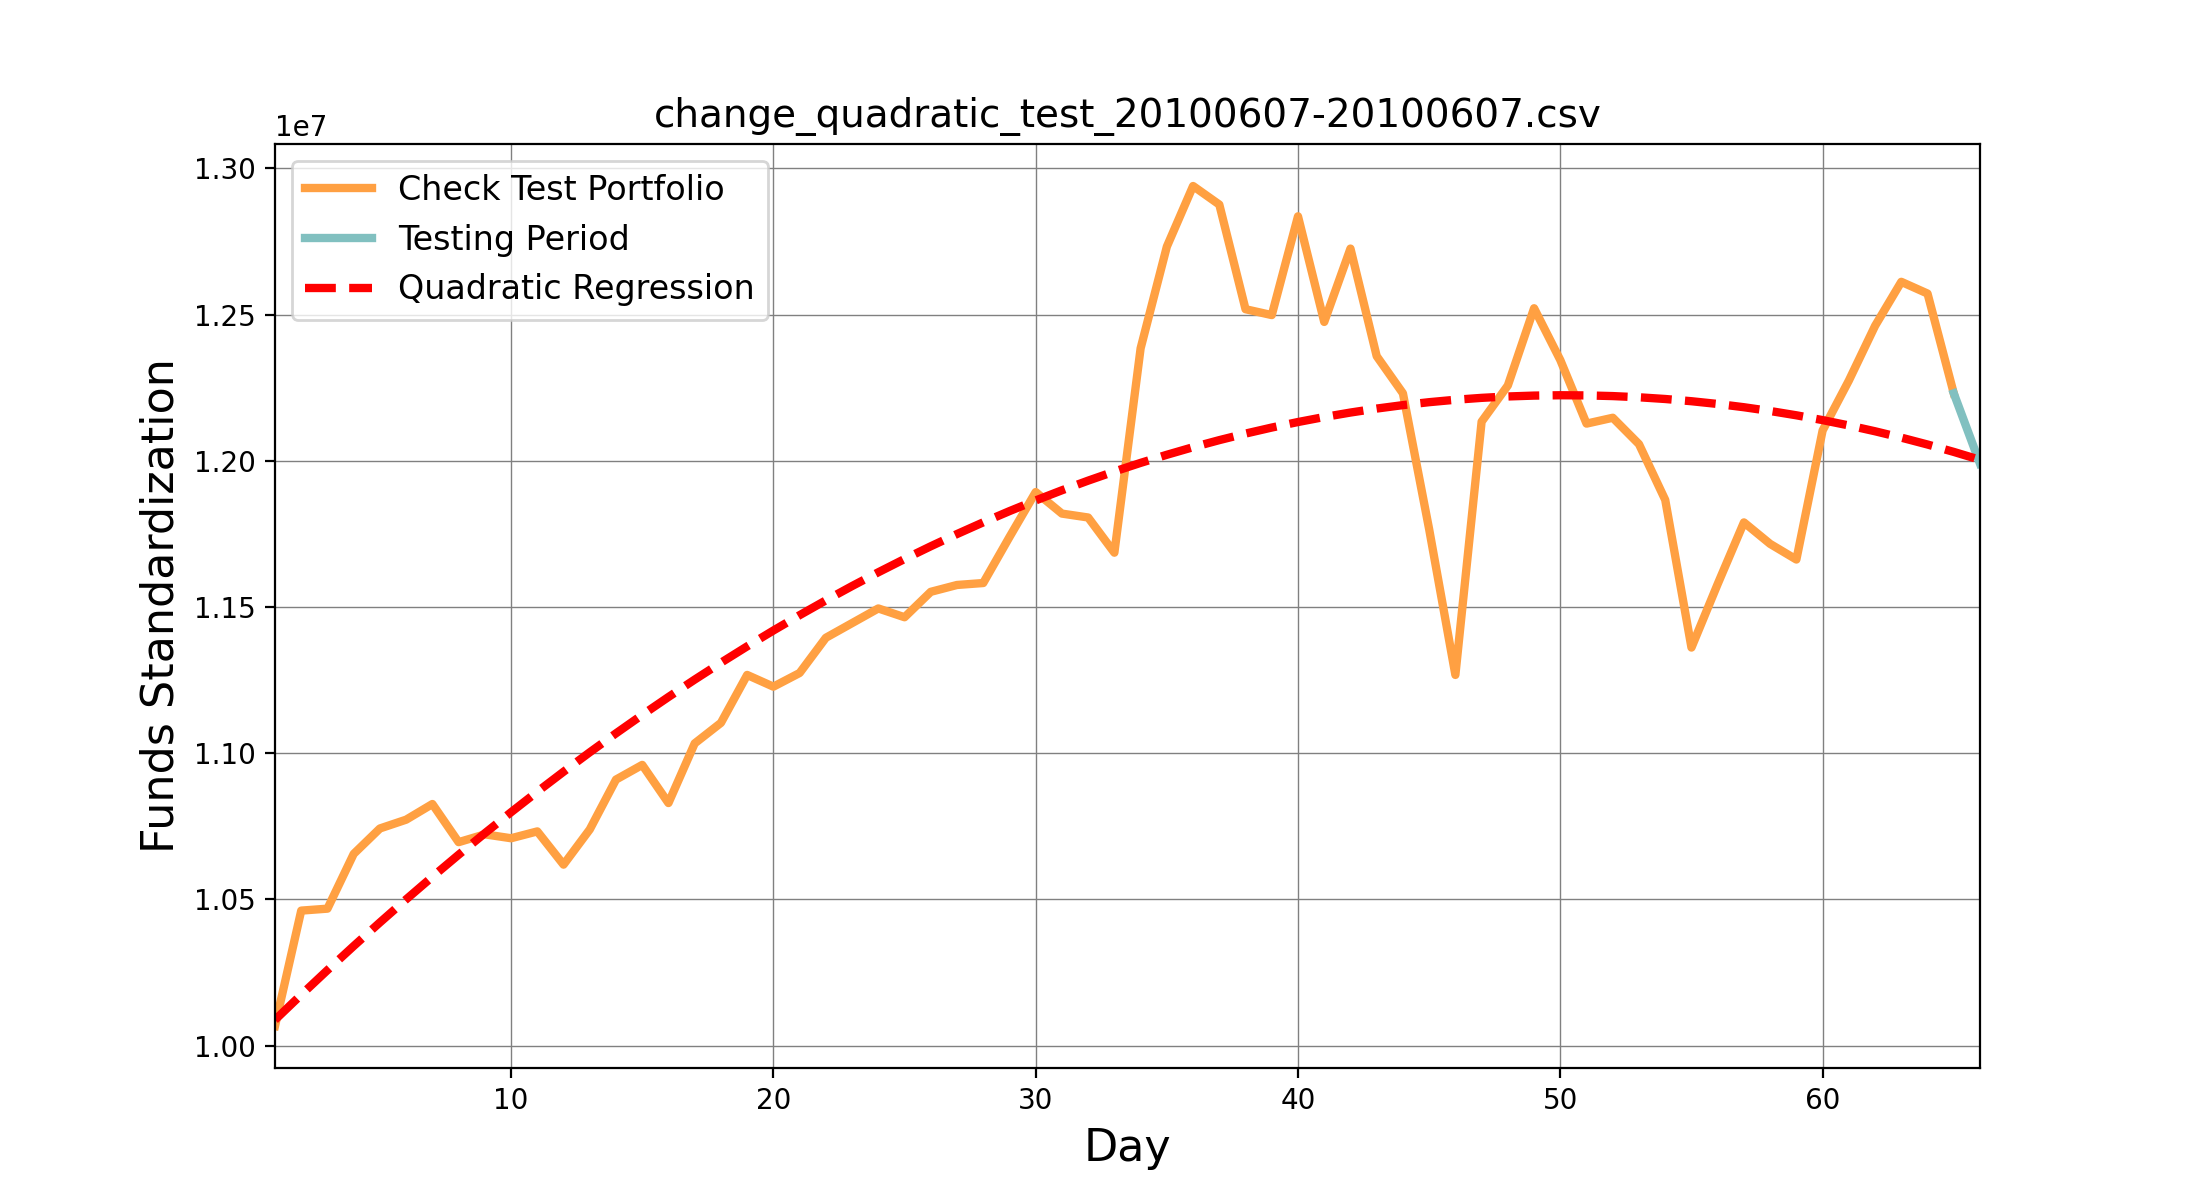 change_quadratic_test_20100607-20100607.csv
1e7
Check Test Portfolio
Testing Period
Quadratic Regression
Funds Standardization
1.30
1.25
1.20
1.15
1.10
1.05
1.00
10 20 30 40 50 60
Day